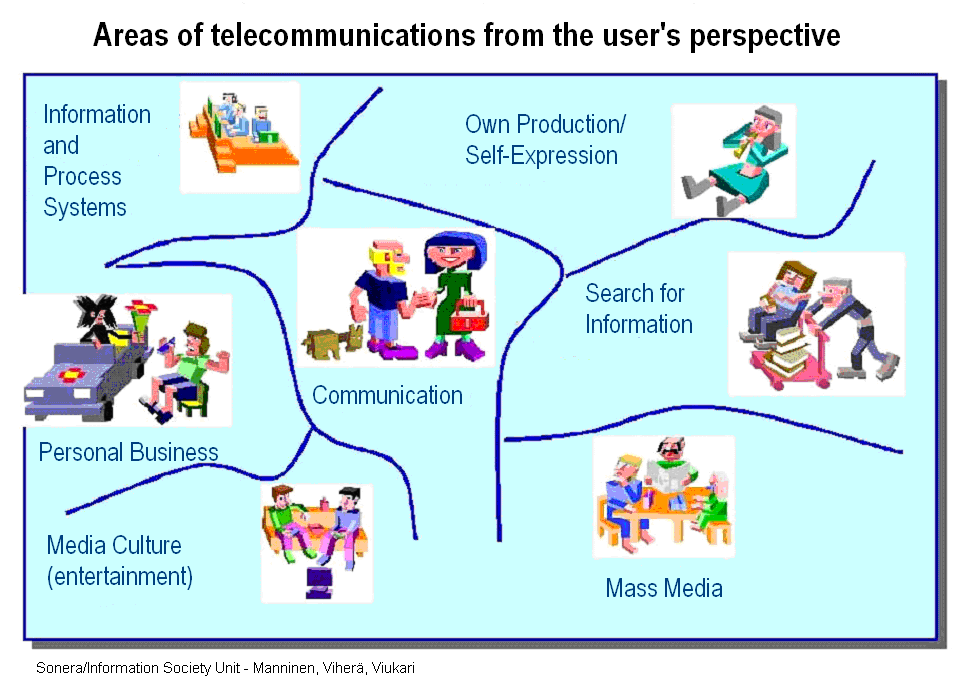 Areas of telecommunications from the user's perspective
Information
and
Process
Systems
Own Production/
Self-Expression
Search for
Information
Communication
Personal Business
Media Culture
(entertainment)
Mass Media
Sonera/Information Society Unit - Manninen, Viherä, Viukari